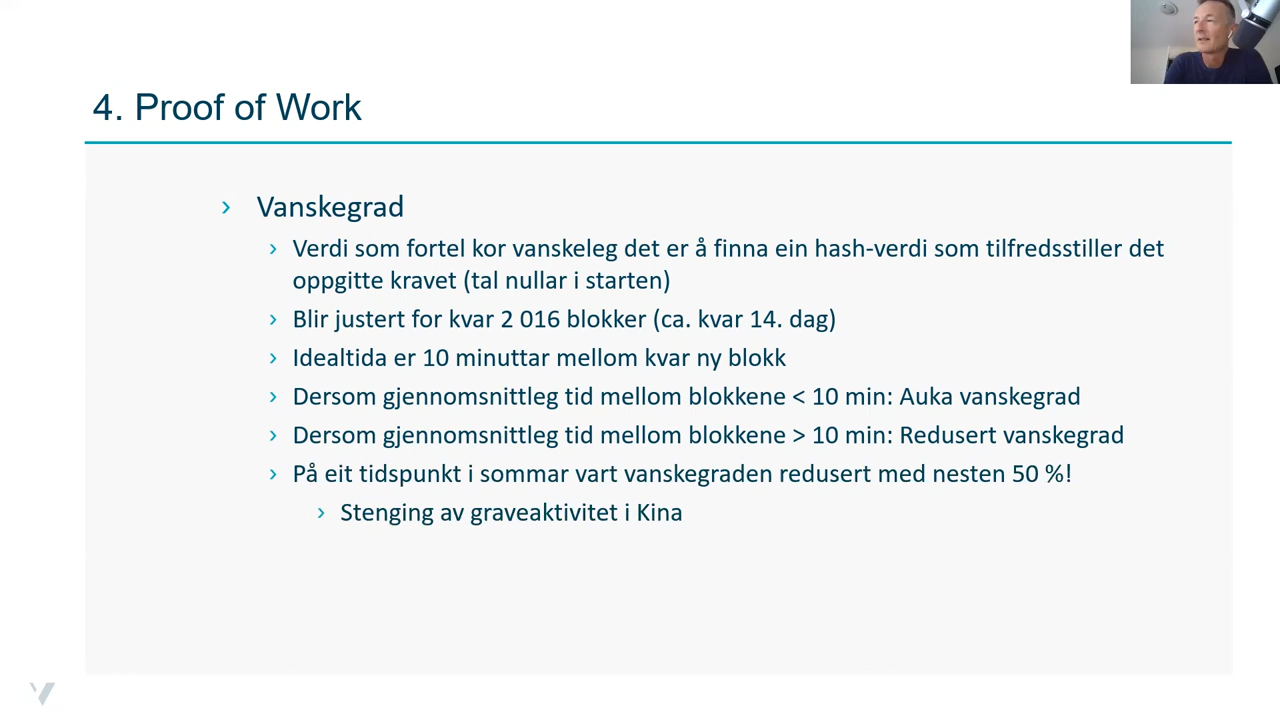 4. Proof of Work
› Vanskegrad
› Verdi som fortel kor vanskeleg det er å finna ein hash-verdi som tilfredsstiller det
oppgitte kravet (tal nullar i starten)
› Blir justert for kvar 2 016 blokker (ca. kvar 14. dag)
› Idealtida er 10 minuttar mellom kvar ny blokk
› Dersom gjennomsnittleg tid mellom blokkene < 10 min: Auka vanskegrad
› Dersom gjennomsnittleg tid mellom blokkene > 10 min: Redusert vanskegrad
› På eit tidspunkt i sommar vart vanskegraden redusert med nesten 50 %!
› Stenging av graveaktivitet i Kina